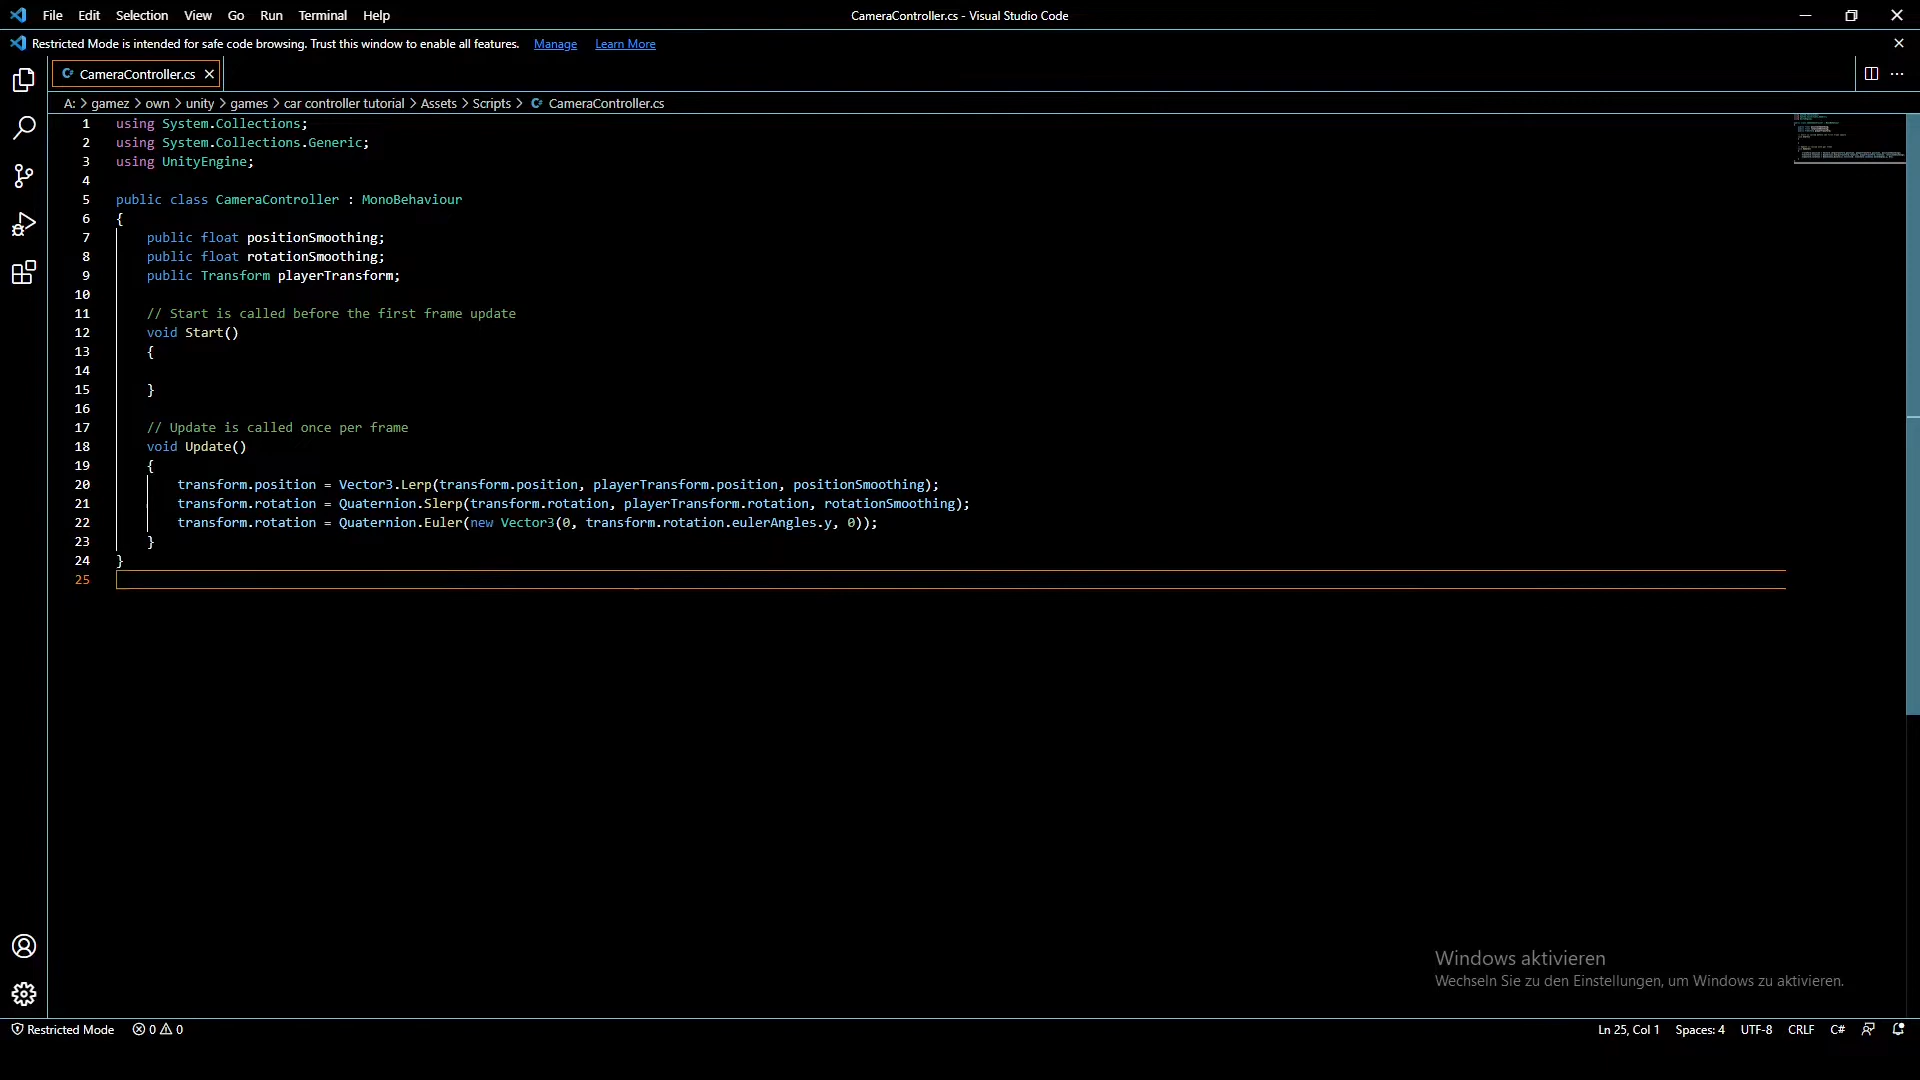 File Edit Selection View Go Run Terminal Help CameraController.cs - Visual Studio Code
Restricted Mode is intended for safe code browsing. Trust this window to enable all features. Manage Learn More
CameraController.cs
A: > gamez > own > unity > games > car controller tutorial > Assets > Scripts > CameraController.cs
1 using System.Collections;
2 using System.Collections.Generic;
3 using UnityEngine;
4
5 public class CameraController : MonoBehaviour
6 {
7     public float positionSmoothing;
8     public float rotationSmoothing;
9     public Transform playerTransform;
10
11     // Start is called before the first frame update
12     void Start()
13     {
14
15     }
16
17     // Update is called once per frame
18     void Update()
19     {
20         transform.position = Vector3.Lerp(transform.position, playerTransform.position, positionSmoothing);
21         transform.rotation = Quaternion.Slerp(transform.rotation, playerTransform.rotation, rotationSmoothing);
22         transform.rotation = Quaternion.Euler(new Vector3(0, transform.rotation.eulerAngles.y, 0));
23     }
24 }
25
Windows aktivieren
Wechseln Sie zu den Einstellungen, um Windows zu aktivieren.
Restricted Mode 0 0 Ln 25, Col 1 Spaces: 4 UTF-8 CRLF C#